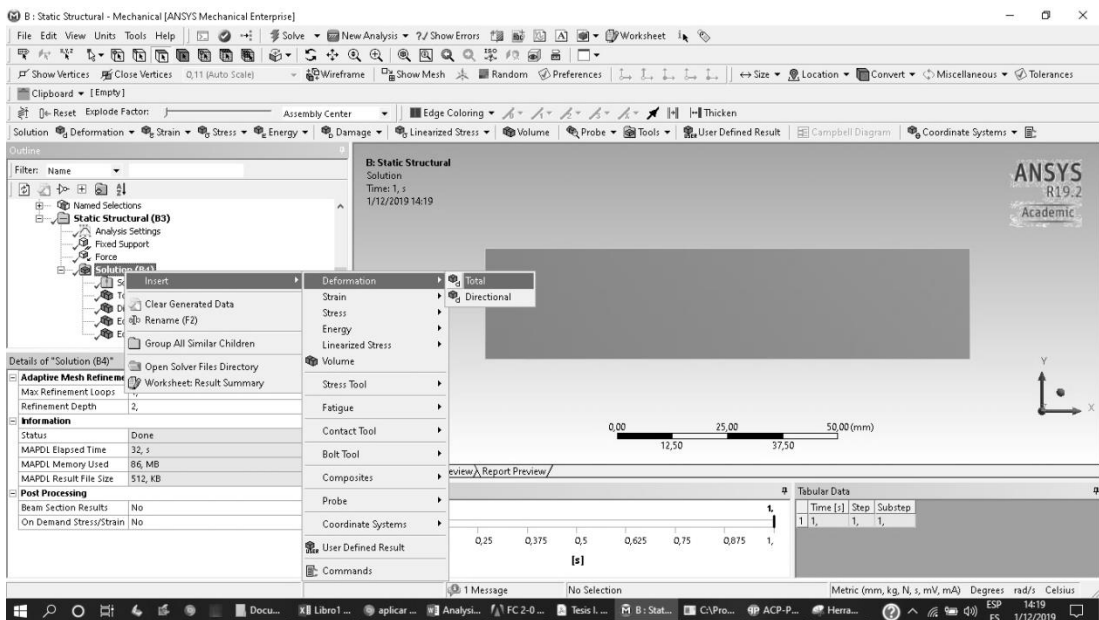 B : Static Structural - Mechanical [ANSYS Mechanical Enterprise]
File Edit View Units Tools Help Solve New Analysis ?/ Show Errors Worksheet
Show Vertices Close Vertices 0,11 (Auto Scale) Wireframe Show Mesh Random Preferences Size Location Convert Miscellaneous Tolerances
Clipboard [Empty]
Reset Explode Factor: Assembly Center Edge Coloring Thicken
Solution Deformation Strain Stress Energy Damage Linearized Stress Volume Probe Tools User Defined Result Campbell Diagram Coordinate Systems
Outline
Filter: Name
Named Selections
Static Structural (B3)
Analysis Settings
Fixed Support
Force
Solution (B4)
Insert
Clear Generated Data
Rename (F2)
Group All Similar Children
Open Solver Files Directory
Worksheet: Result Summary
Deformation
Strain
Stress
Energy
Linearized Stress
Volume
Stress Tool
Fatigue
Contact Tool
Bolt Tool
Composites
Probe
Coordinate Systems
User Defined Result
Commands
Total
Directional
B: Static Structural
Solution
Time: 1, s
1/12/2019 14:19
ANSYS
R19.2
Academic
Y
X
0,00 25,00 50,00 (mm)
12,50 37,50
Details of "Solution (B4)"
Adaptive Mesh Refineme
Max Refinement Loops 1,
Refinement Depth 2,
Information
Status Done
MAPDL Elapsed Time 32, s
MAPDL Memory Used 86, MB
MAPDL Result File Size 512, KB
Post Processing
Beam Section Results No
On Demand Stress/Strain No
eview Report Preview
1,
0,25 0,375 0,5 0,625 0,75 0,875 1,
[s]
Tabular Data
Time [s] Step Substep
1 1, 1, 1,
1 Message No Selection Metric (mm, kg, N, s, mV, mA) Degrees rad/s Celsius
Docu... Libro1 ... aplicar ... Analysi... FC 2-0 ... Tesis I. ... B : Stat... C:\Pro... ACP-P... Herra... ESP 14:19
ES 1/12/2019